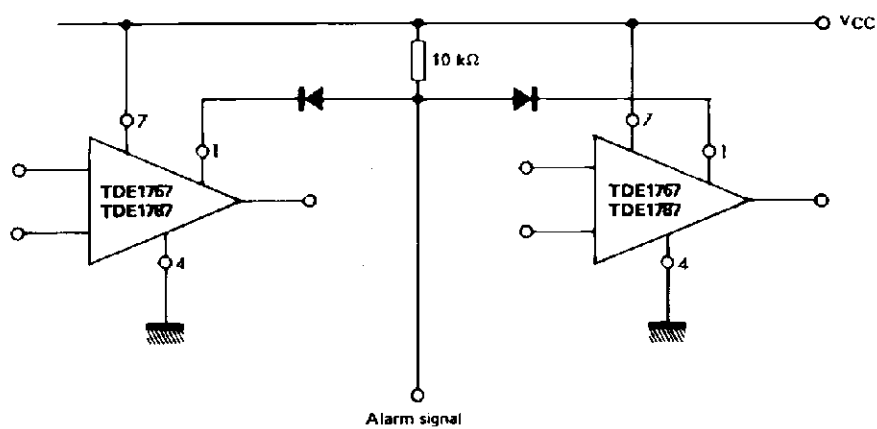 VCC
10 kΩ
7
1
7
1
TDE1767
TDE1787
TDE1767
TDE1787
4
4
Alarm signal